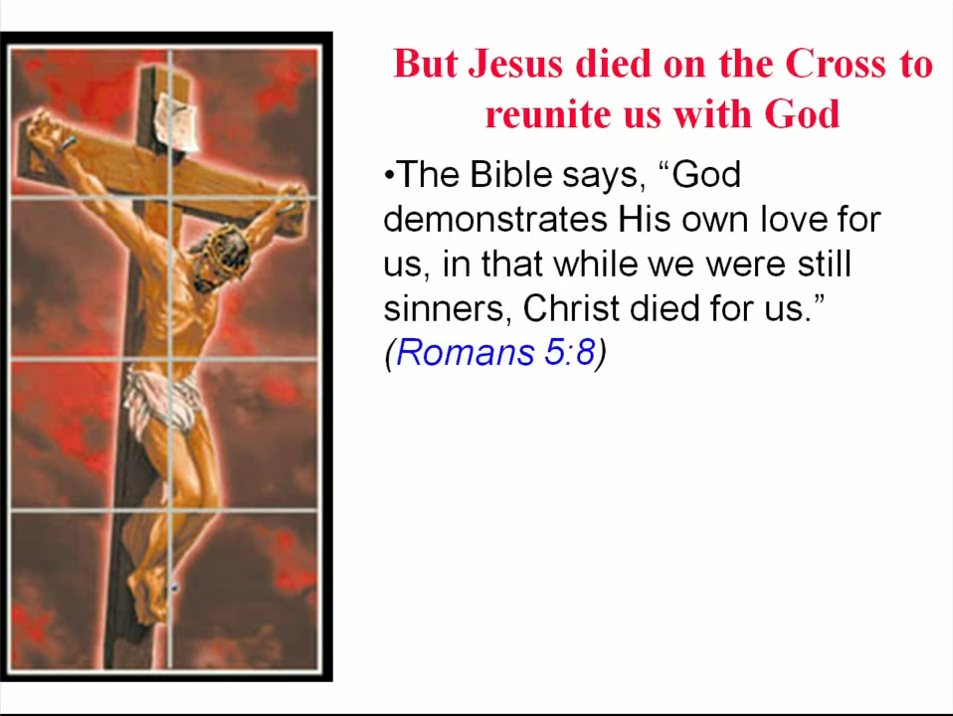 But Jesus died on the Cross to
reunite us with God
•The Bible says, “God
demonstrates His own love for
us, in that while we were still
sinners, Christ died for us.”
(Romans 5:8)